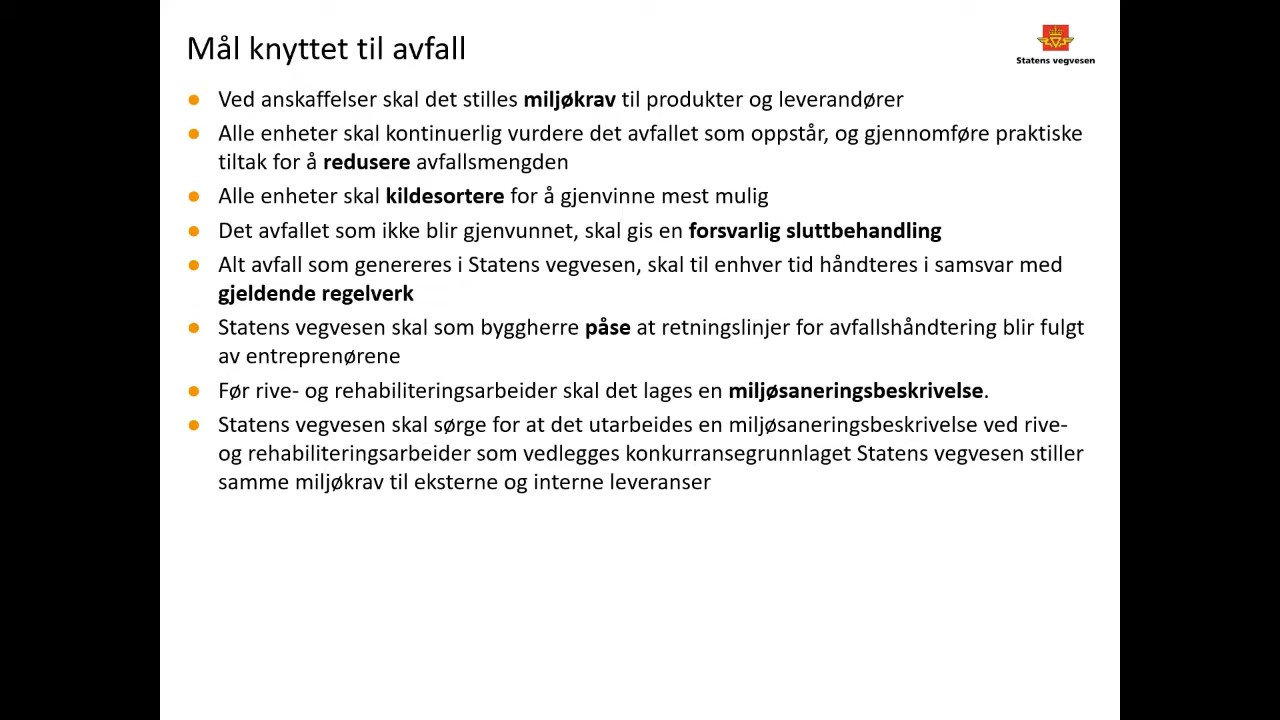 Mål knyttet til avfall
Statens vegvesen
● Ved anskaffelser skal det stilles miljøkrav til produkter og leverandører
● Alle enheter skal kontinuerlig vurdere det avfallet som oppstår, og gjennomføre praktiske
tiltak for å redusere avfallsmengden
● Alle enheter skal kildesortere for å gjenvinne mest mulig
● Det avfallet som ikke blir gjenvunnet, skal gis en forsvarlig sluttbehandling
● Alt avfall som genereres i Statens vegvesen, skal til enhver tid håndteres i samsvar med
gjeldende regelverk
● Statens vegvesen skal som byggherre påse at retningslinjer for avfallshåndtering blir fulgt
av entreprenørene
● Før rive- og rehabiliteringsarbeider skal det lages en miljøsaneringsbeskrivelse.
● Statens vegvesen skal sørge for at det utarbeides en miljøsaneringsbeskrivelse ved rive-
og rehabiliteringsarbeider som vedlegges konkurransegrunnlaget Statens vegvesen stiller
samme miljøkrav til eksterne og interne leveranser